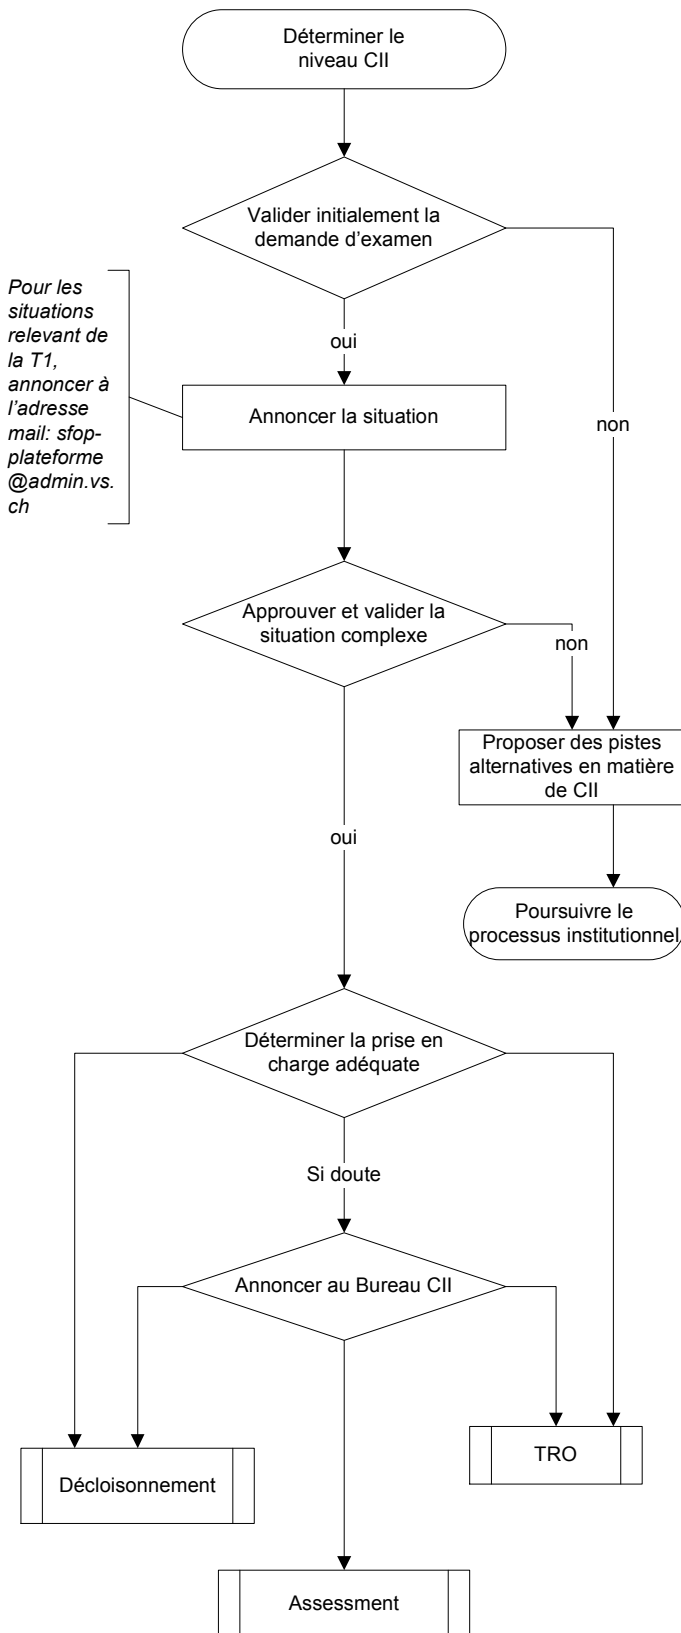 Déterminer le
niveau CII
Valider initialement la
demande d'examen
Pour les
situations
relevant de
la T1,
annoncer à
l'adresse
mail: sfop-
plateforme
@admin.vs.
ch
oui
Annoncer la situation
non
Approuver et valider la
situation complexe
non
Proposer des pistes
alternatives en matière
de CII
oui
Poursuivre le
processus institutionnel
Déterminer la prise en
charge adéquate
Si doute
Annoncer au Bureau CII
Décloisonnement
TRO
Assessment